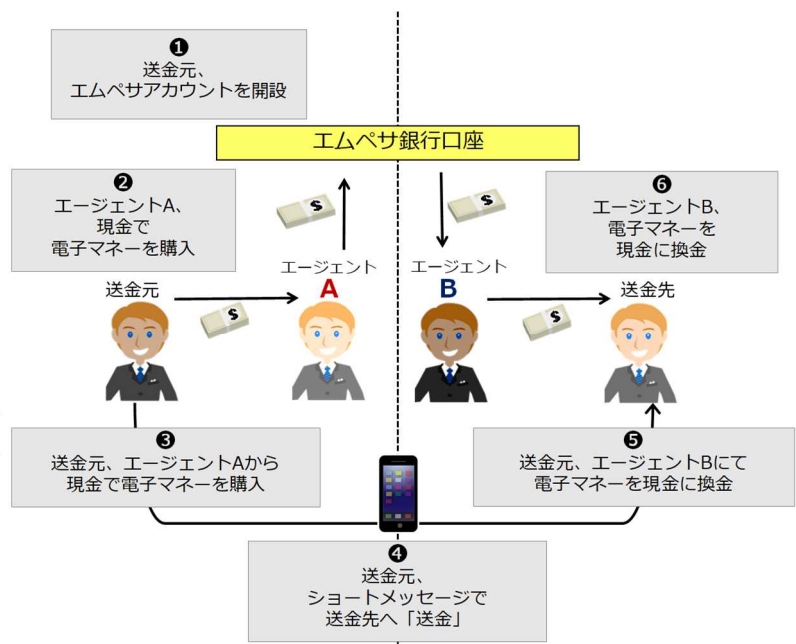 ❶
送金元、
エムペサアカウントを開設
エムペサ銀行口座
❷
エージェントA、
現金で
電子マネーを購入
❻
エージェントB、
電子マネーを
現金に換金
$
$
エージェント
A
エージェント
B
送金元
送金先
$
$
❸
送金元、エージェントAから
現金で電子マネーを購入
❺
送金元、エージェントBにて
電子マネーを現金に換金
❹
送金元、
ショートメッセージで
送金先へ「送金」